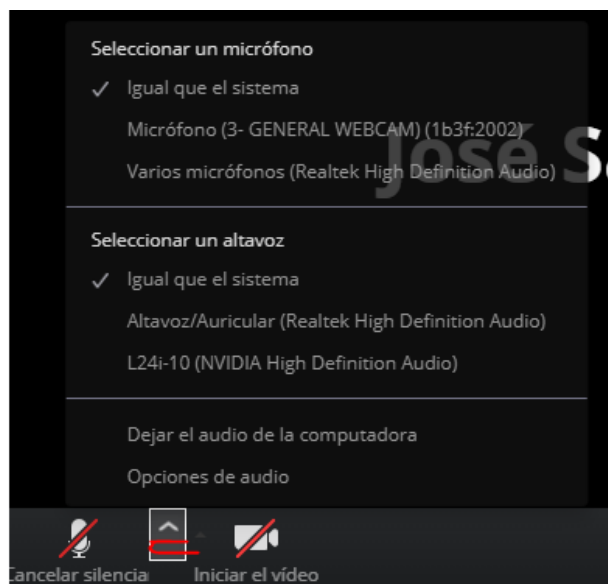 Seleccionar un micrófono
Igual que el sistema
Micrófono (3- GENERAL WEBCAM) (1b3f:2002)
José S
Varios micrófonos (Realtek High Definition Audio)
Seleccionar un altavoz
Igual que el sistema
Altavoz/Auricular (Realtek High Definition Audio)
L24i-10 (NVIDIA High Definition Audio)
Dejar el audio de la computadora
Opciones de audio
Cancelar silencia
Iniciar el vídeo